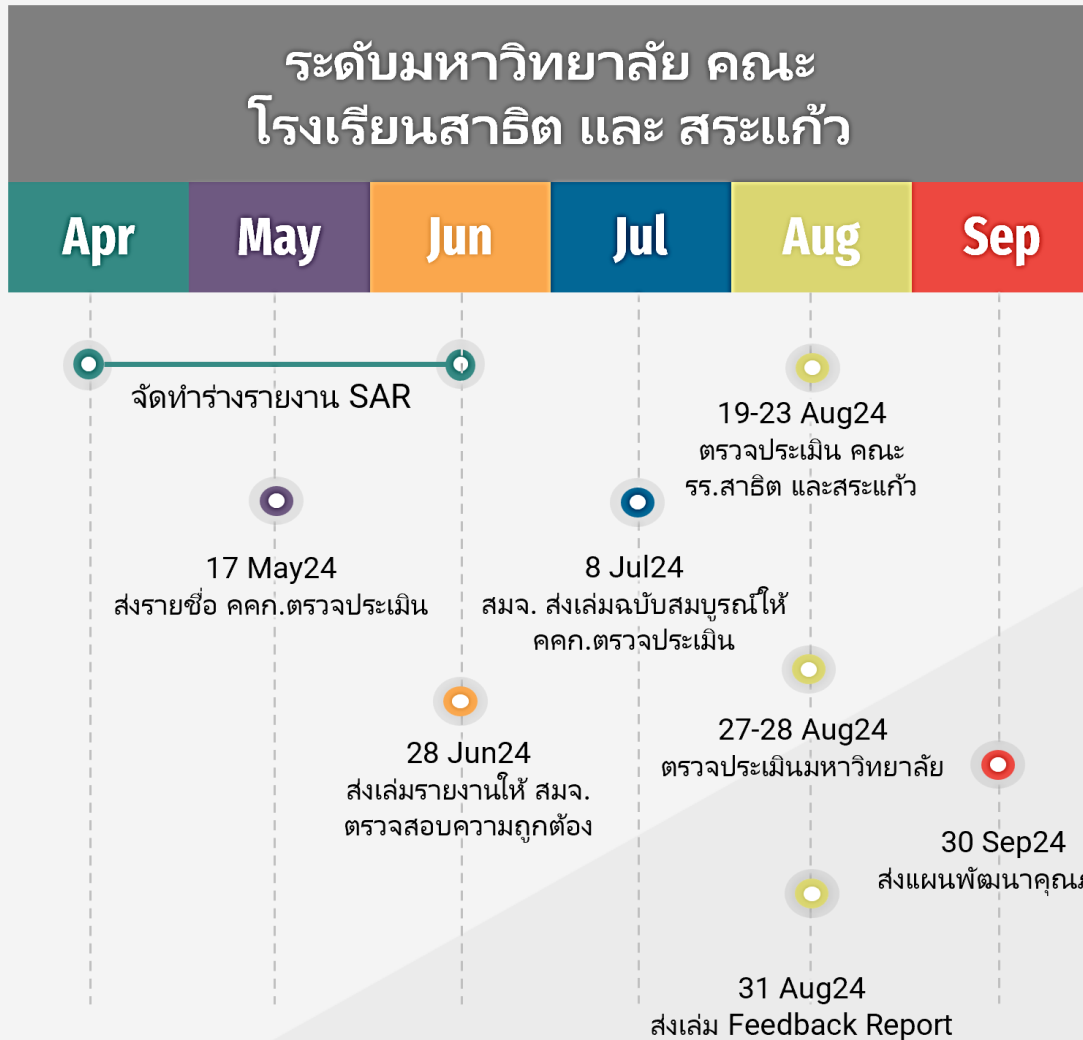 ระดับมหาวิทยาลัย คณะ
โรงเรียนสาธิต และ สระแก้ว
Apr
May
Jun
Jul
Aug
Sep
จัดทำร่างรายงาน SAR
19-23 Aug24
ตรวจประเมิน คณะ
รร.สาธิต และสระแก้ว
17 May24
ส่งรายชื่อ คคก.ตรวจประเมิน
8 Jul24
สมจ. ส่งเล่มฉบับสมบูรณ์ให้
คคก.ตรวจประเมิน
28 Jun24
ส่งเล่มรายงานให้ สมจ.
ตรวจสอบความถูกต้อง
27-28 Aug24
ตรวจประเมินมหาวิทยาลัย
30 Sep24
ส่งแผนพัฒนาคุณ
31 Aug24
ส่งเล่ม Feedback Report